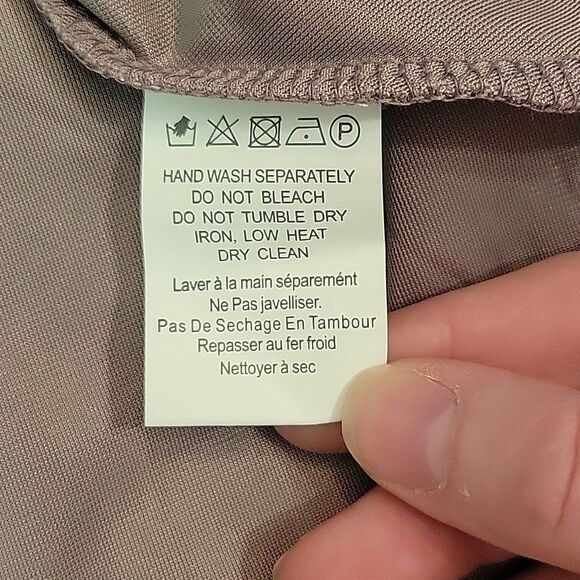 P
HAND WASH SEPARATELY
DO NOT BLEACH
DO NOT TUMBLE DRY
IRON, LOW HEAT
DRY CLEAN
Laver à la main séparemént
Ne Pas javelliser.
Pas De Sechage En Tambour
Repasser au fer froid
Nettoyer à sec